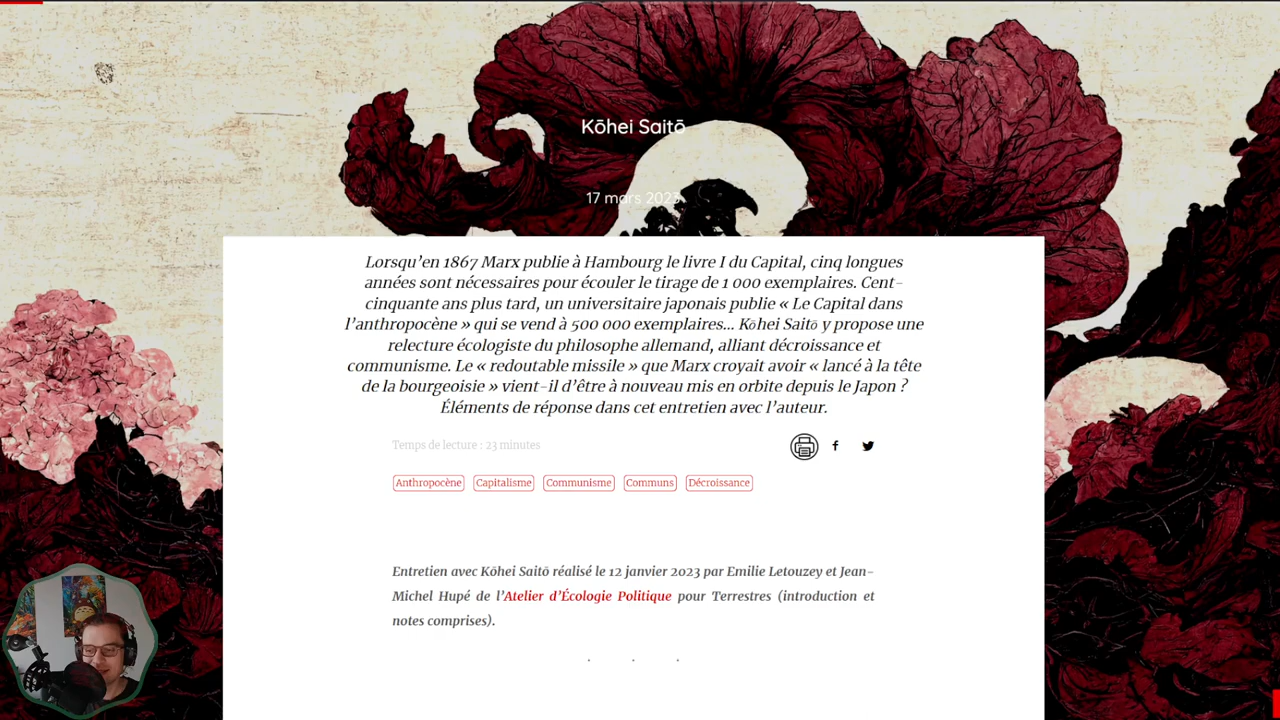 Kōhei Saitō
17 mars 2023
Lorsqu'en 1867 Marx publie à Hambourg le livre I du Capital, cinq longues
années sont nécessaires pour écouler le tirage de 1 000 exemplaires. Cent-
cinquante ans plus tard, un universitaire japonais publie « Le Capital dans
l'anthropocène » qui se vend à 500 000 exemplaires… Kōhei Saitō y propose une
relecture écologiste du philosophe allemand, alliant décroissance et
communisme. Le « redoutable missile » que Marx croyait avoir « lancé à la tête
de la bourgeoisie » vient-il d'être à nouveau mis en orbite depuis le Japon ?
Éléments de réponse dans cet entretien avec l'auteur.
Temps de lecture : 23 minutes
Anthropocène Capitalisme Communisme Communs Décroissance
Entretien avec Kōhei Saitō réalisé le 12 janvier 2023 par Emilie Letouzey et Jean-
Michel Hupé de l'Atelier d'Écologie Politique pour Terrestres (introduction et
notes comprises).